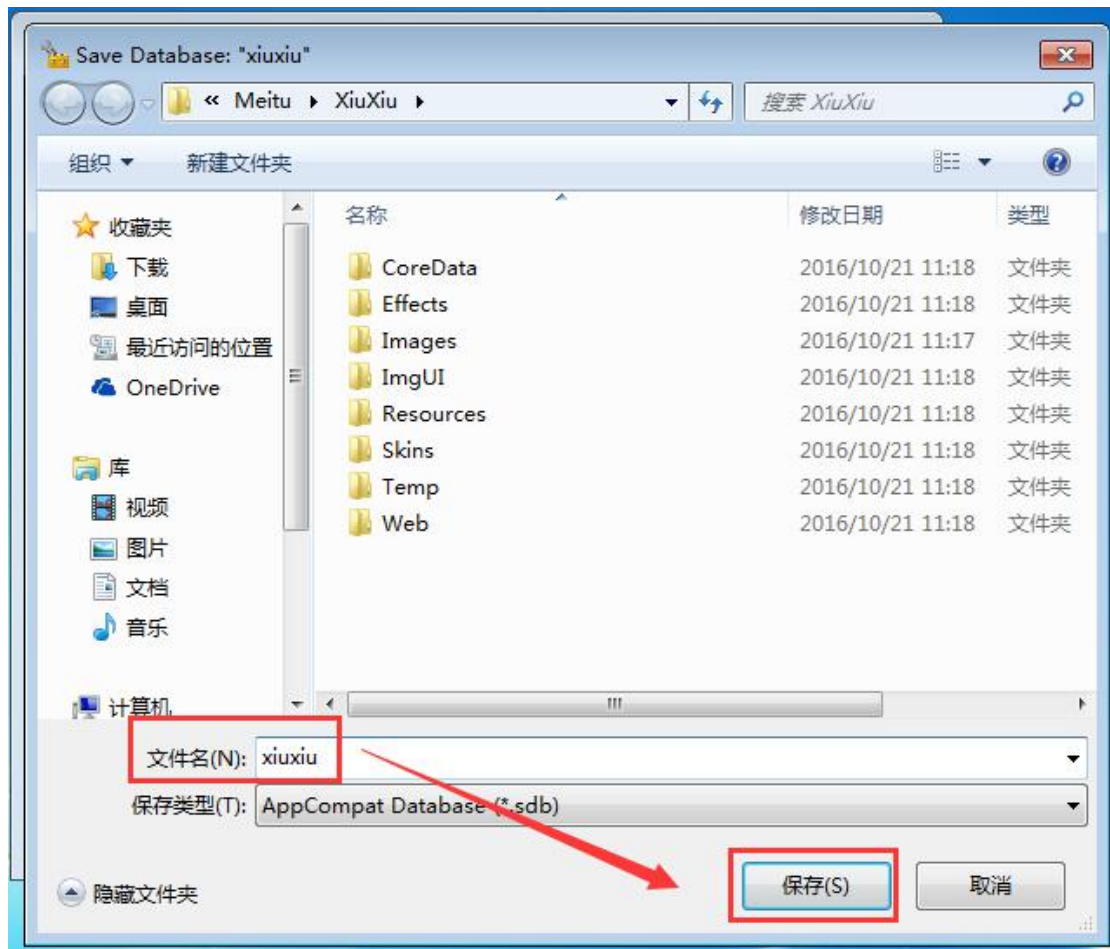 Save Database: "xiuxiu"
« Meitu ▸ XiuXiu ▸
搜索 XiuXiu
组织 新建文件夹
名称 修改日期 类型
收藏夹
下载
桌面
最近访问的位置
OneDrive
库
视频
图片
文档
音乐
计算机
CoreData 2016/10/21 11:18 文件夹
Effects 2016/10/21 11:18 文件夹
Images 2016/10/21 11:17 文件夹
ImgUI 2016/10/21 11:18 文件夹
Resources 2016/10/21 11:18 文件夹
Skins 2016/10/21 11:18 文件夹
Temp 2016/10/21 11:18 文件夹
Web 2016/10/21 11:18 文件夹
文件名(N): xiuxiu
保存类型(T): AppCompat Database (*.sdb)
隐藏文件夹 保存(S) 取消